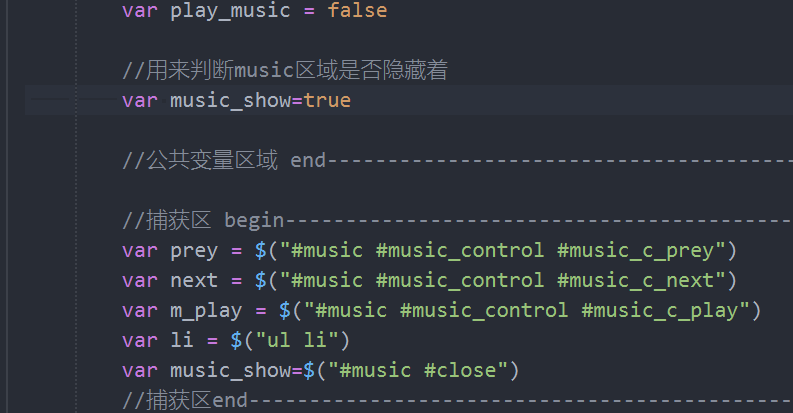 var play_music = false
//用来判断music区域是否隐藏着
var music_show=true
//公共变量区域 end---------------------------------------
//捕获区 begin------------------------------------------
var prey = $("#music #music_control #music_c_prey")
var next = $("#music #music_control #music_c_next")
var m_play = $("#music #music_control #music_c_play")
var li = $("ul li")
var music_show=$("#music #close")
//捕获区end---------------------------------------------